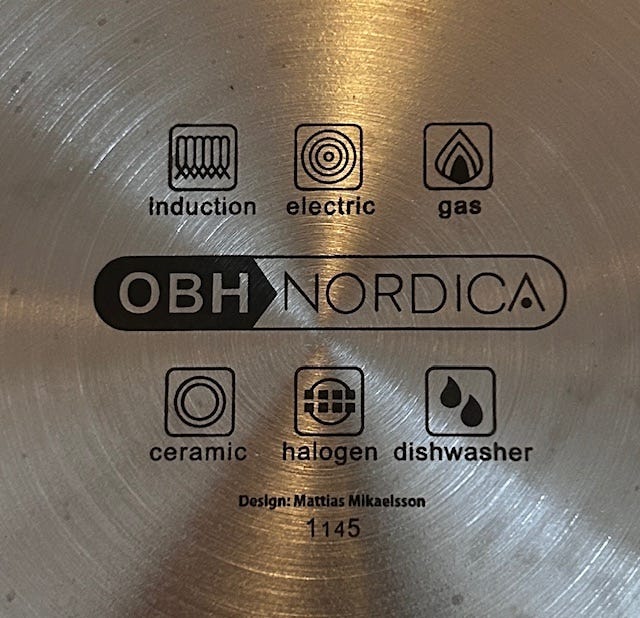 induction electric gas
OBH NORDICA
ceramic halogen dishwasher
Design: Mattias Mikaelsson
1145